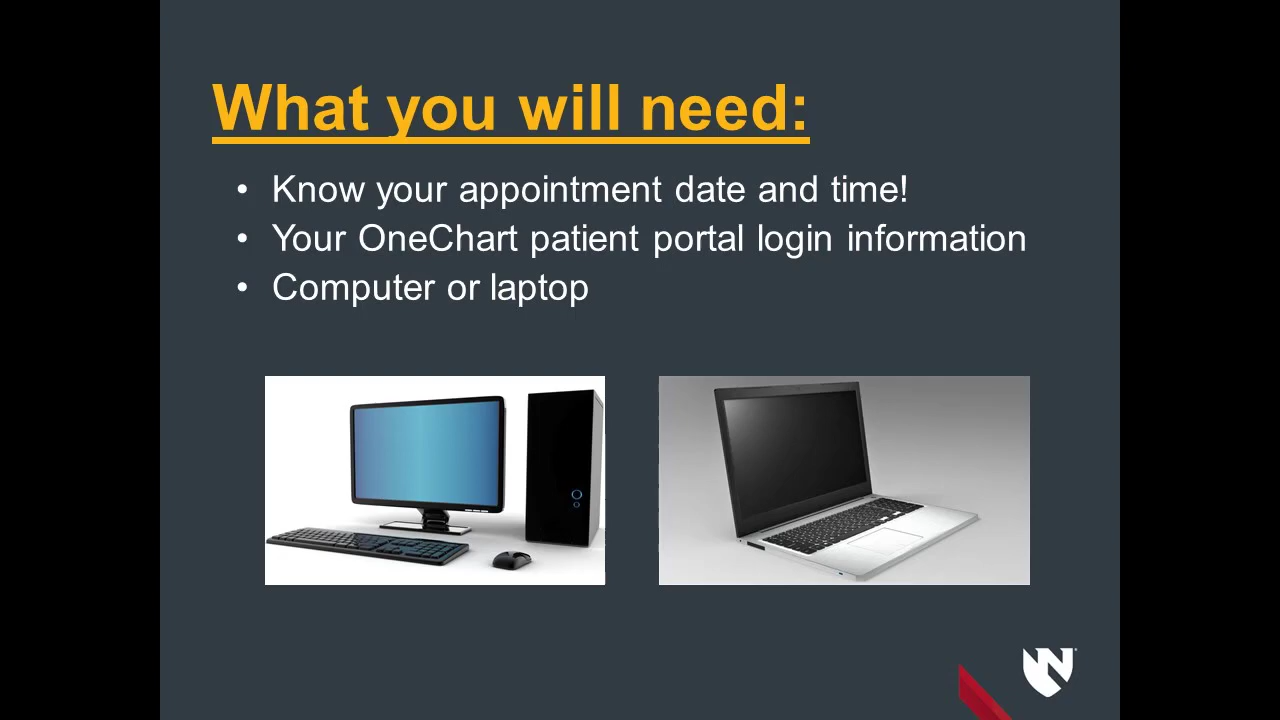 What you will need:
• Know your appointment date and time!
• Your OneChart patient portal login information
• Computer or laptop